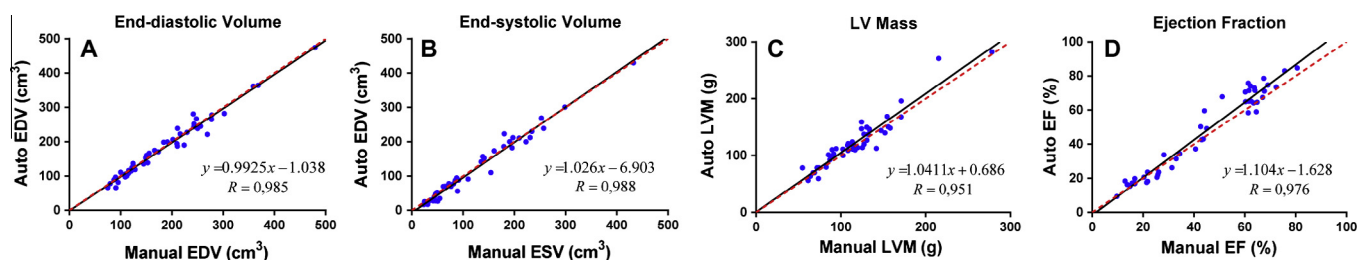 End-diastolic Volume
A
Auto EDV (cm³)
500
400
300
200
100
0
0 100 200 300 400 500
Manual EDV (cm³)
y=0.9925x−1.038
R=0,985
End-systolic Volume
B
Auto EDV (cm³)
500
400
300
200
100
0
0 100 200 300 400 500
Manual ESV (cm³)
y=1.026x−6.903
R=0,988
LV Mass
C
Auto LVM (g)
300
200
100
0
0 100 200 300
Manual LVM (g)
y=1.0411x+0.686
R=0,951
Ejection Fraction
D
Auto EF (%)
100
80
60
40
20
0
0 20 40 60 80 100
Manual EF (%)
y=1.104x−1.628
R=0,976